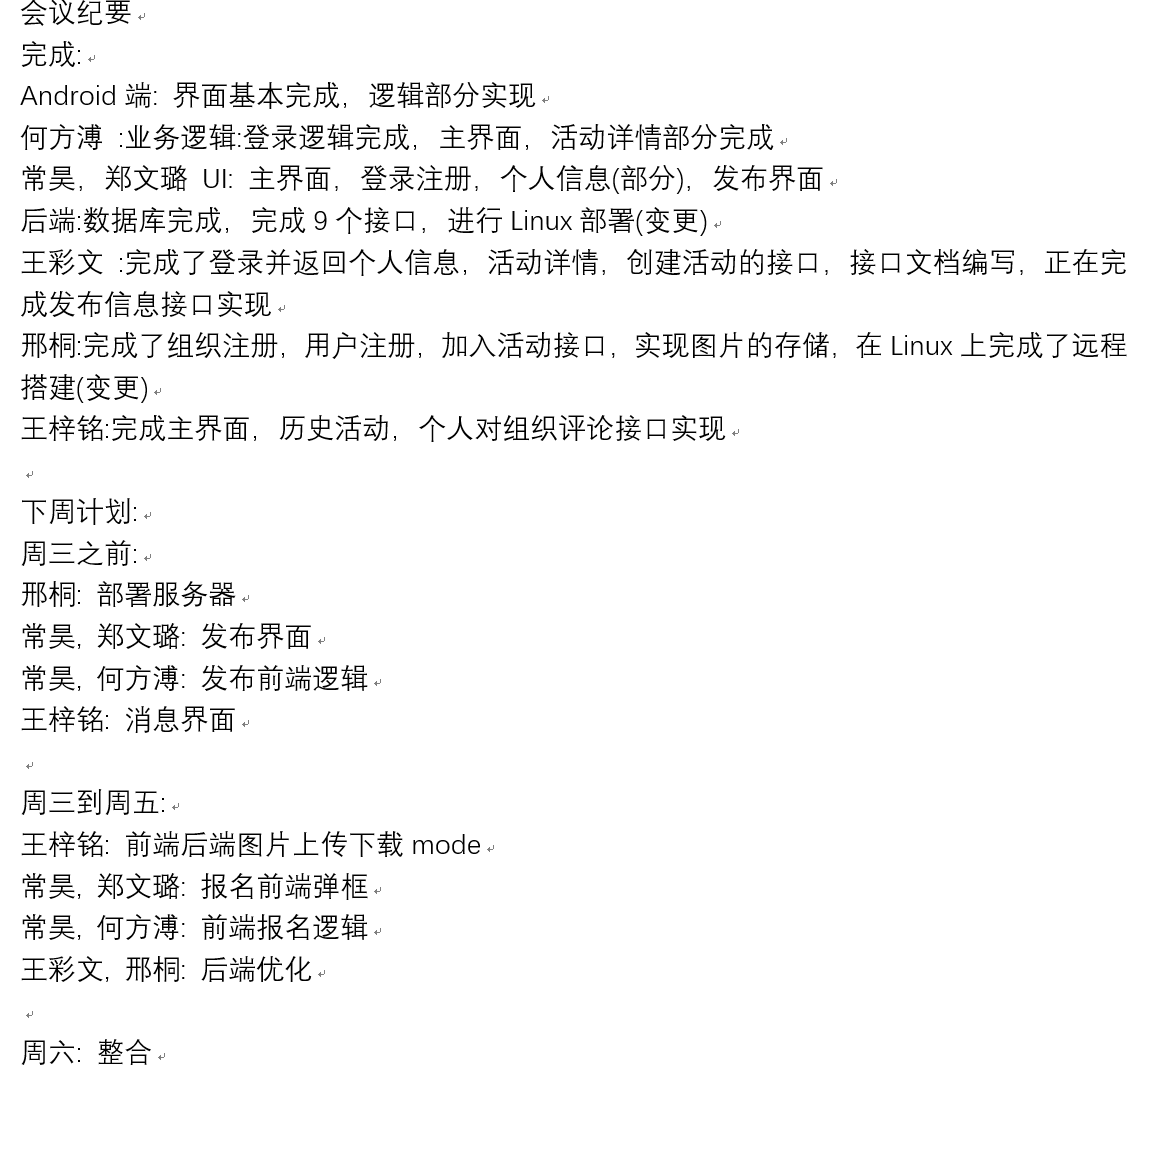 会议纪要
完成:
Android 端: 界面基本完成，逻辑部分实现
何方溥 :业务逻辑:登录逻辑完成，主界面，活动详情部分完成
常昊，郑文璐 UI: 主界面，登录注册，个人信息(部分)，发布界面
后端:数据库完成，完成 9 个接口，进行 Linux 部署(变更)
王彩文 :完成了登录并返回个人信息，活动详情，创建活动的接口，接口文档编写，正在完
成发布信息接口实现
邢桐:完成了组织注册，用户注册，加入活动接口，实现图片的存储，在 Linux 上完成了远程
搭建(变更)
王梓铭:完成主界面，历史活动，个人对组织评论接口实现
下周计划:
周三之前:
邢桐: 部署服务器
常昊, 郑文璐: 发布界面
常昊, 何方溥: 发布前端逻辑
王梓铭: 消息界面
周三到周五:
王梓铭: 前端后端图片上传下载 mode
常昊, 郑文璐: 报名前端弹框
常昊, 何方溥: 前端报名逻辑
王彩文, 邢桐: 后端优化
周六: 整合